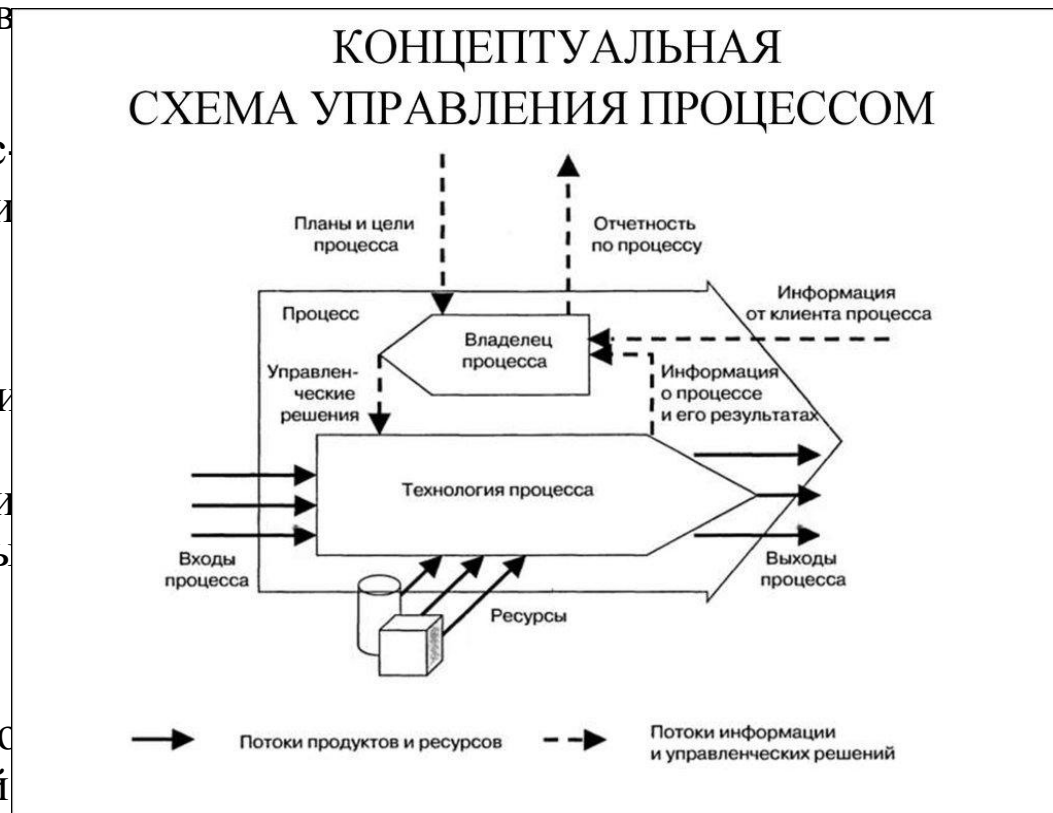 КОНЦЕПТУАЛЬНАЯ
СХЕМА УПРАВЛЕНИЯ ПРОЦЕССОМ
Планы и цели
процесса
Отчетность
по процессу
Информация
от клиента процесса
Процесс
Владелец
процесса
Управлен-
ческие
решения
Информация
о процессе
и его результатах
Технология процесса
Входы
процесса
Выходы
процесса
Ресурсы
Потоки продуктов и ресурсов
Потоки информации
и управленческих решений